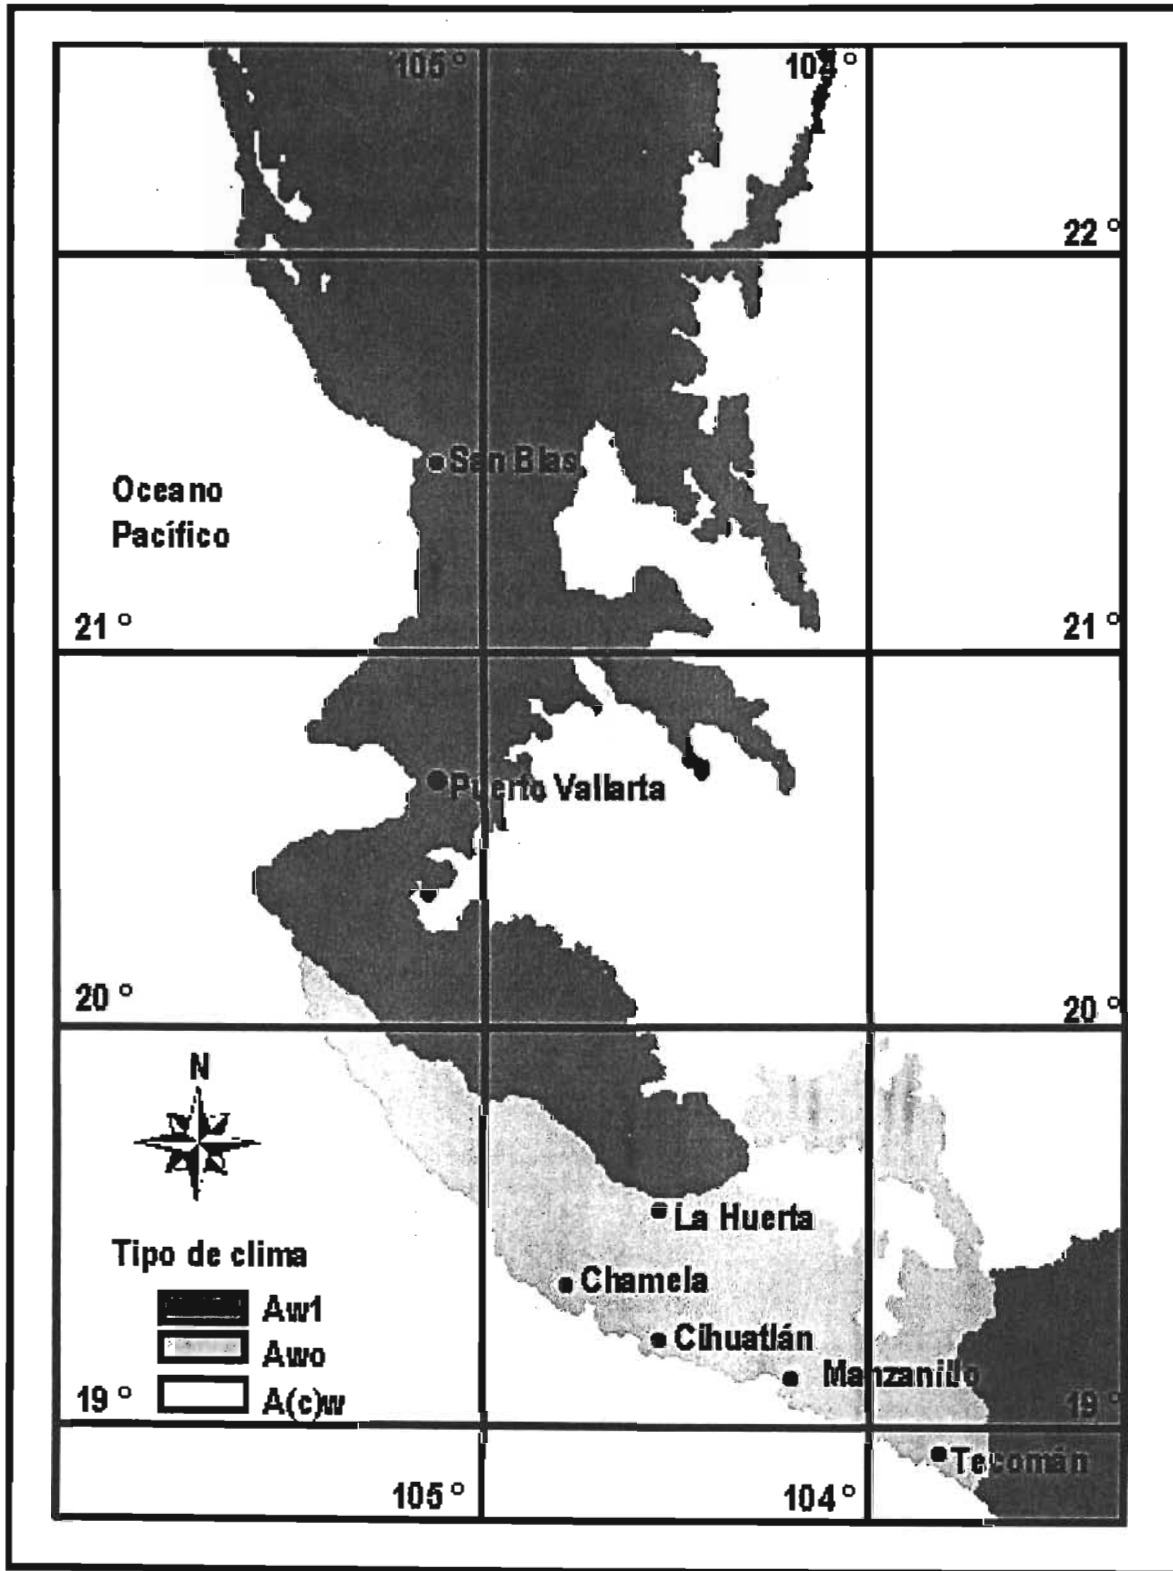 105°
104°
22°
San Blas
Oceano
Pacífico
21°
21°
Puerto Vallarta
20°
20°
N
La Huerta
Tipo de clima
Chamela
Aw1
Cihuatlán
Awo
Manzanillo
19°
A(c)w
19°
Tecomán
105°
104°